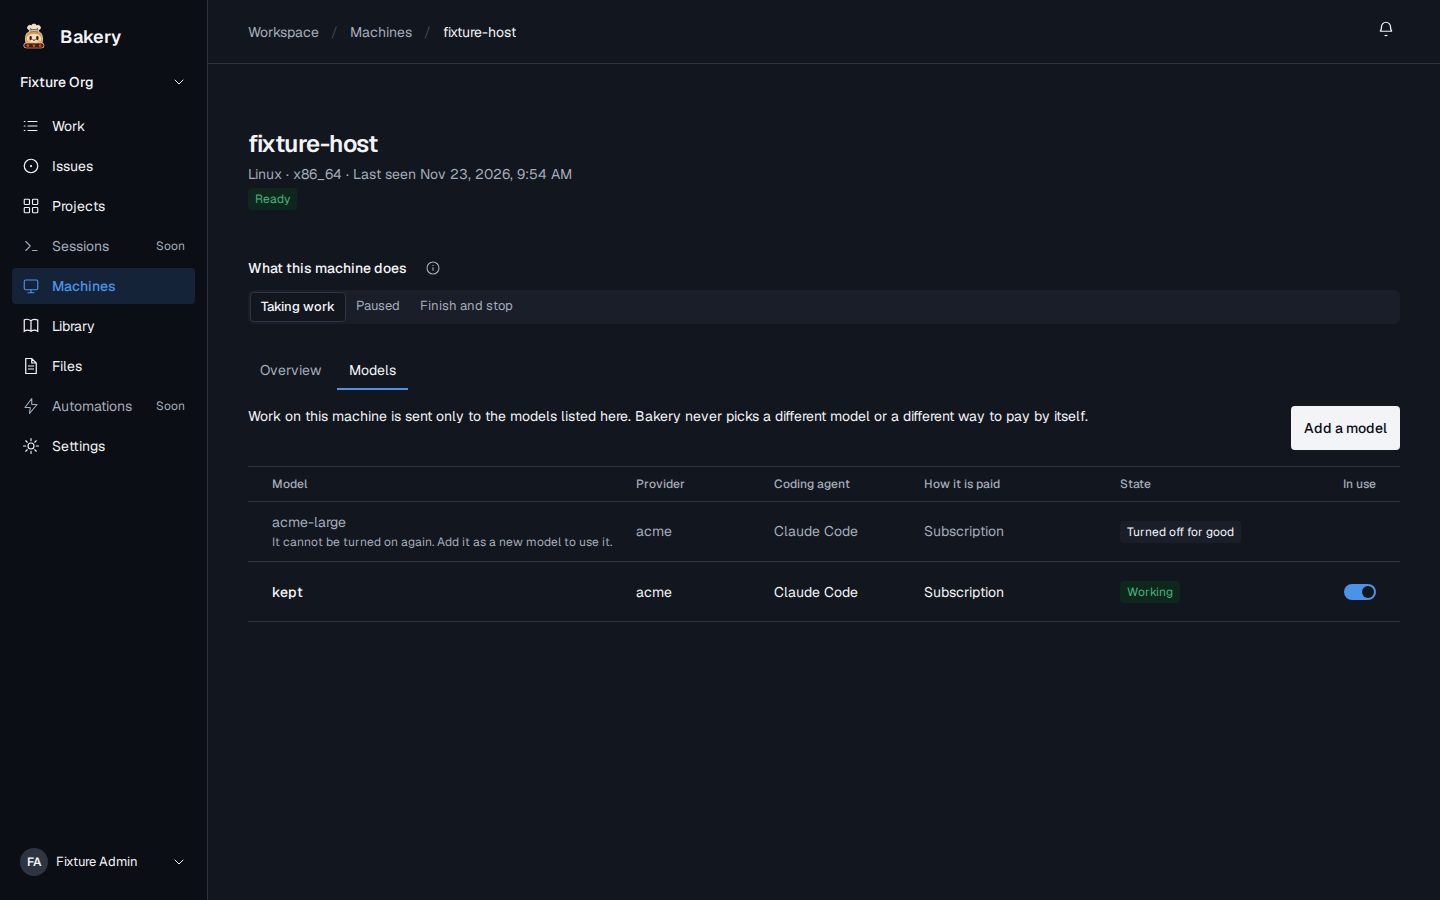 Bakery
Fixture Org
Work
Issues
Projects
Sessions Soon
Machines
Library
Files
Automations Soon
Settings
FA Fixture Admin
Workspace / Machines / fixture-host
fixture-host
Linux · x86_64 · Last seen Nov 23, 2026, 9:54 AM
Ready
What this machine does
Taking work Paused Finish and stop
Overview Models
Work on this machine is sent only to the models listed here. Bakery never picks a different model or a different way to pay by itself.
Add a model
Model Provider Coding agent How it is paid State In use
acme-large acme Claude Code Subscription Turned off for good
It cannot be turned on again. Add it as a new model to use it.
kept acme Claude Code Subscription Working